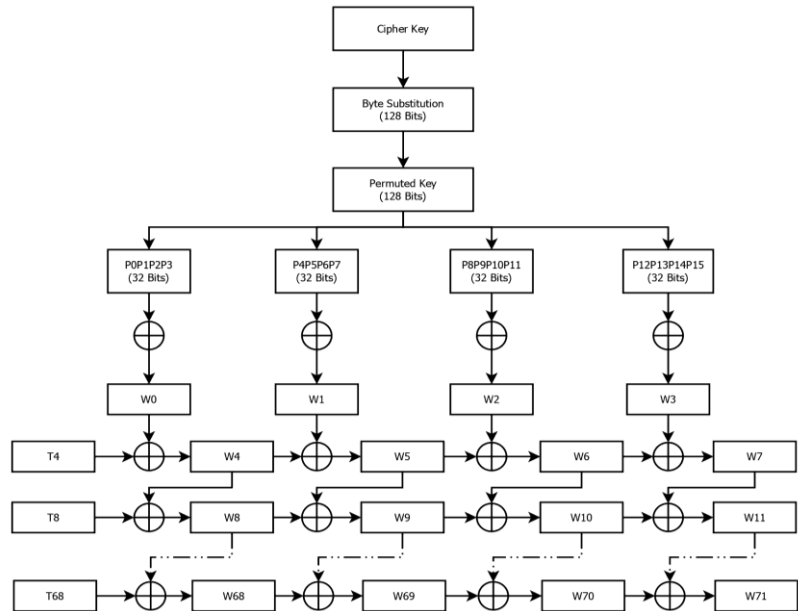 Cipher Key
Byte Substitution
(128 Bits)
Permuted Key
(128 Bits)
P0P1P2P3
(32 Bits)
P4P5P6P7
(32 Bits)
P8P9P10P11
(32 Bits)
P12P13P14P15
(32 Bits)
W0
W1
W2
W3
T4
W4
W5
W6
W7
T8
W8
W9
W10
W11
T68
W68
W69
W70
W71